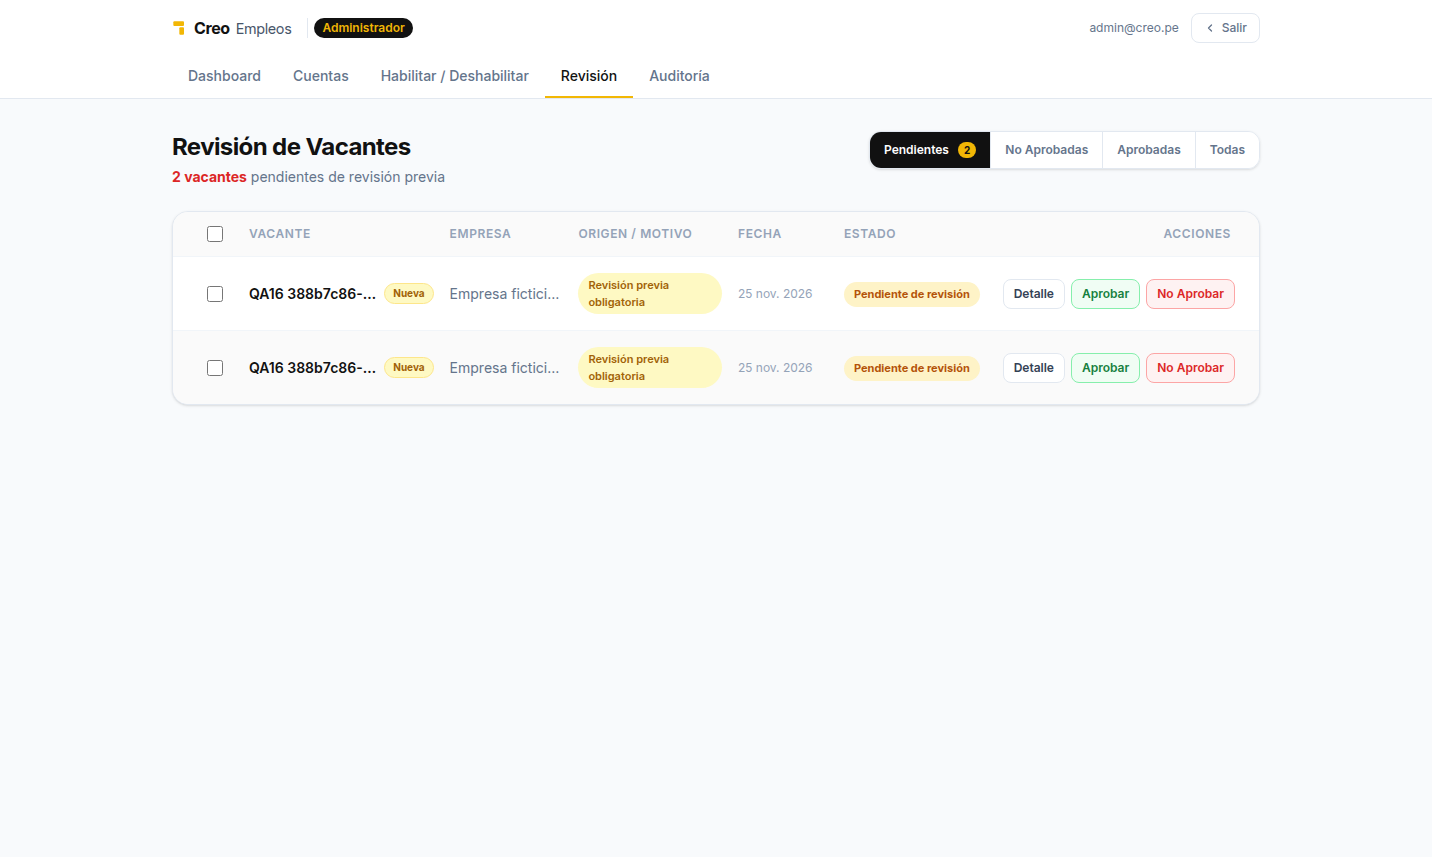 Creo Empleos Administrador admin@creo.pe Salir
Dashboard Cuentas Habilitar / Deshabilitar Revisión Auditoría
Revisión de Vacantes
2 vacantes pendientes de revisión previa
Pendientes 2 No Aprobadas Aprobadas Todas
VACANTE EMPRESA ORIGEN / MOTIVO FECHA ESTADO ACCIONES
QA16 388b7c86-... Nueva Empresa fictici... Revisión previa obligatoria 25 nov. 2026 Pendiente de revisión Detalle Aprobar No Aprobar
QA16 388b7c86-... Nueva Empresa fictici... Revisión previa obligatoria 25 nov. 2026 Pendiente de revisión Detalle Aprobar No Aprobar